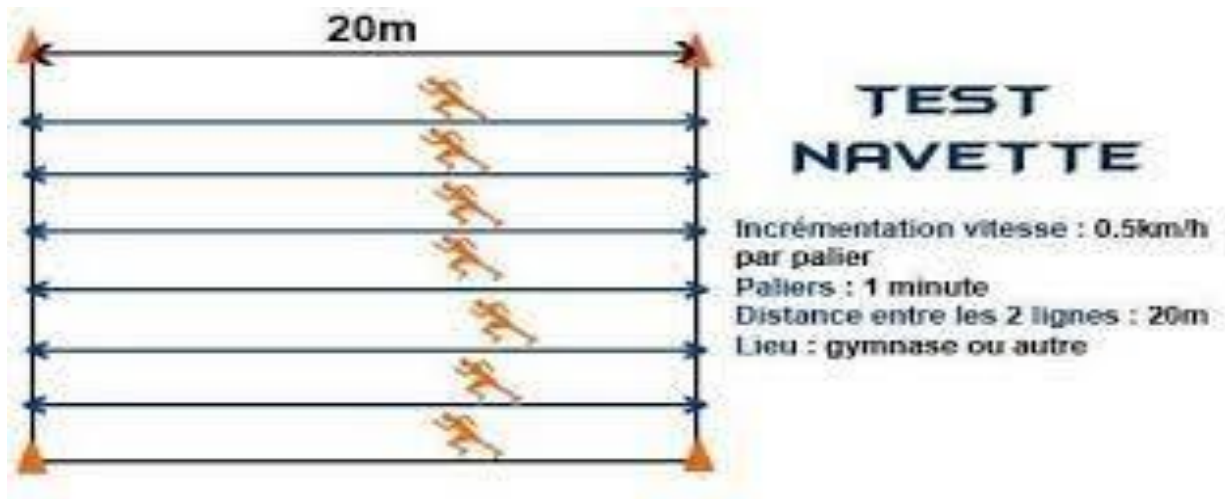 20m
TEST
NAVETTE
Incrémentation vitesse : 0.5km/h
par palier
Paliers : 1 minute
Distance entre les 2 lignes : 20m
Lieu : gymnase ou autre